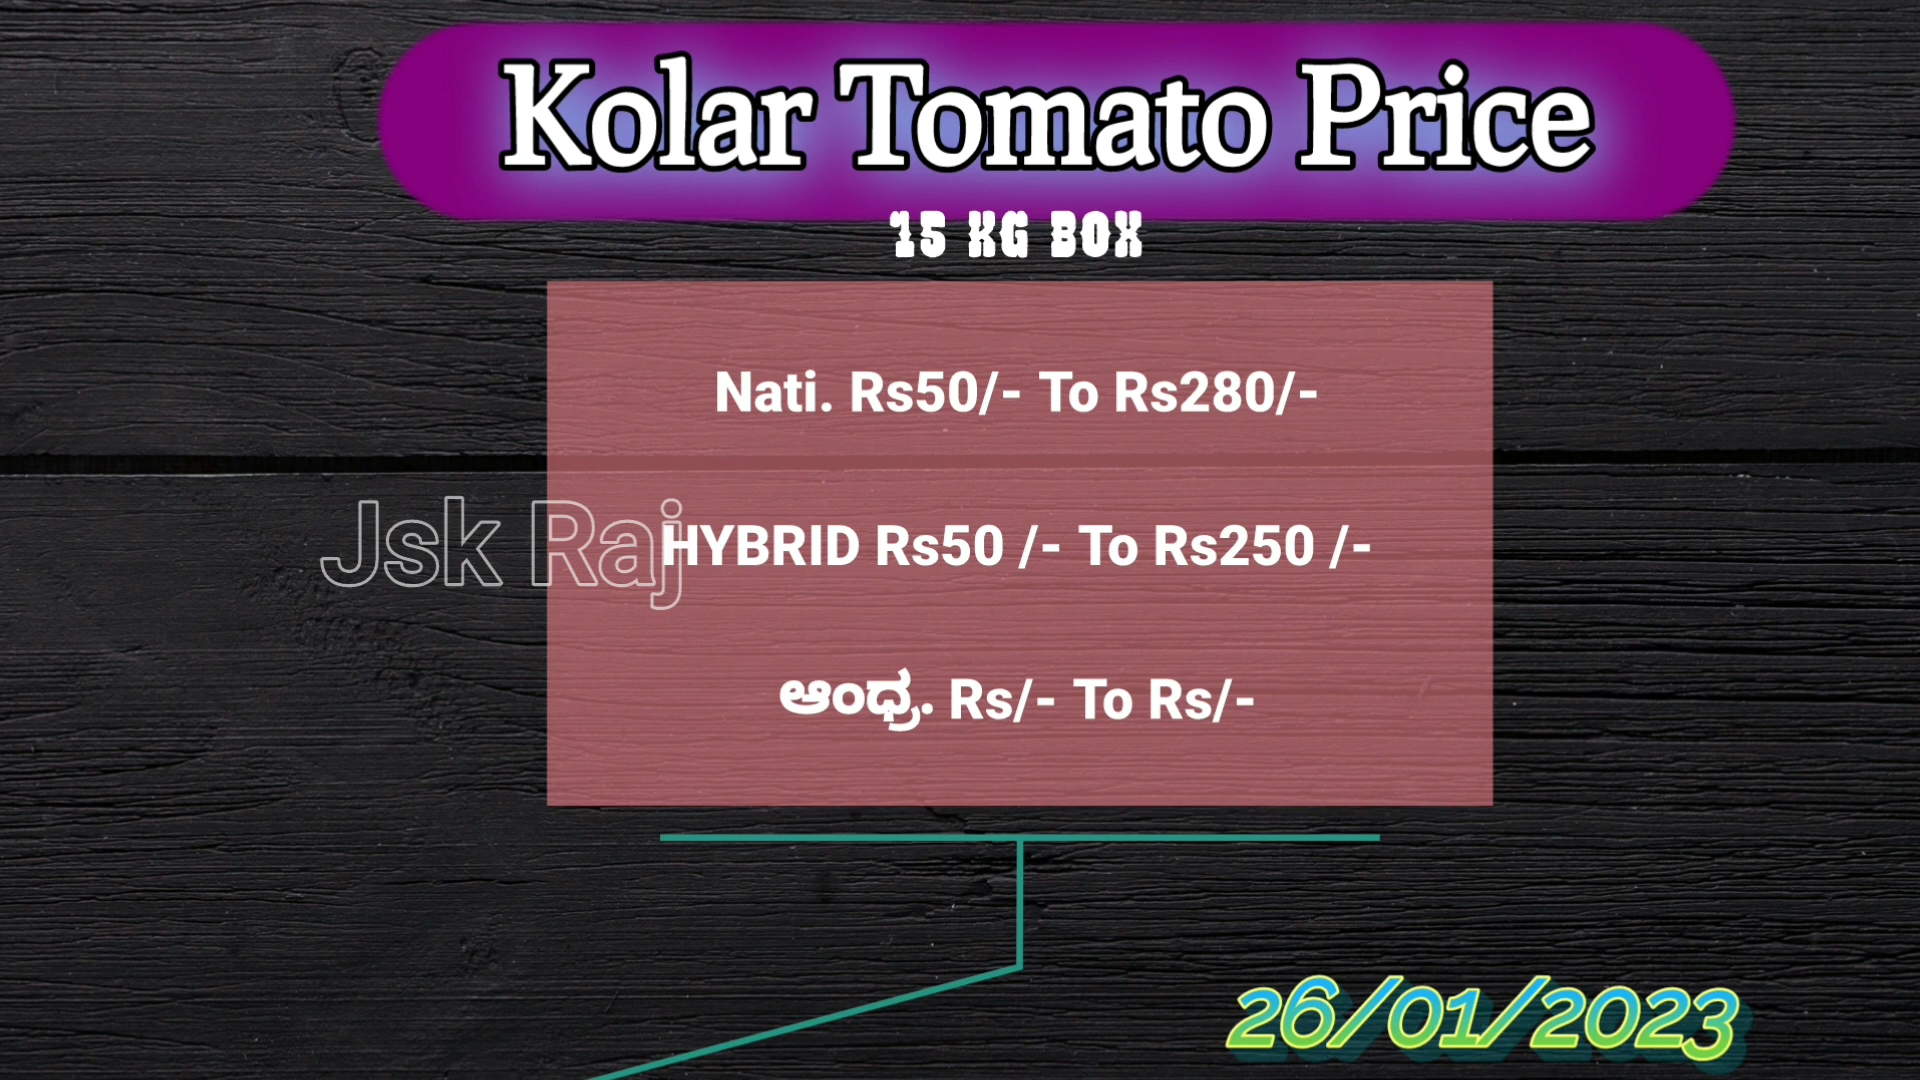 Kolar Tomato Price
15 KG BOX
Nati. Rs50/- To Rs280/-
Jsk Raj
HYBRID Rs50 /- To Rs250 /-
ಆಂಧ್ರ. Rs/- To Rs/-
26/01/2023